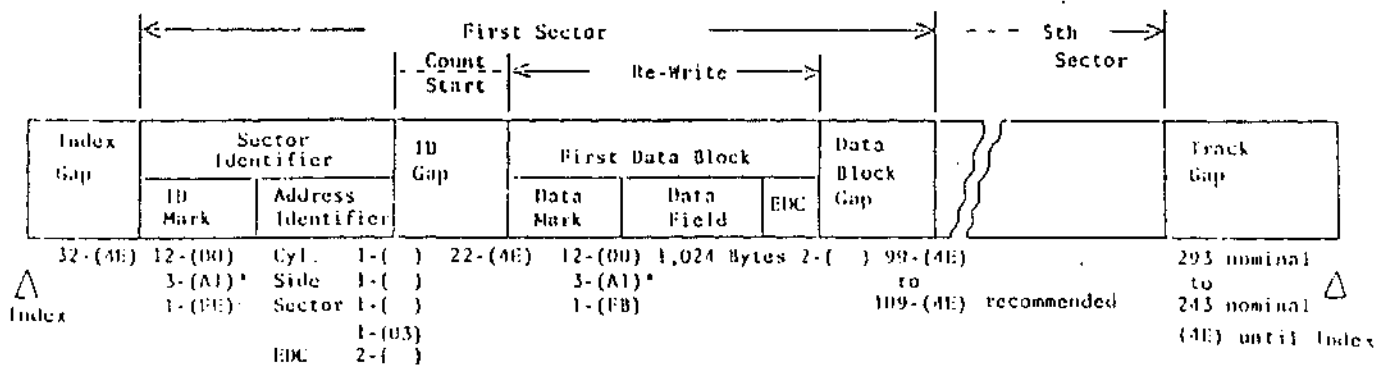 First Sector
5th
Sector
Count
Start
Re-Write
Index
Gap
Sector
Identifier
ID
Gap
First Data Block
Data
Block
Gap
Track
Gap
ID
Mark
Address
Identifier
Data
Mark
Data
Field
EDC
32-(4E) 12-(00) Cyl. 1-( ) 22-(4E) 12-(00) 1,024 Bytes 2-( ) 99-(4E) 293 nominal
3-(A1)* Side 1-( ) 3-(A1)* to to
Index 1-(FE) Sector 1-( ) 1-(FB) 109-(4E) recommended 243 nominal
1-(03) (4E) until Index
EDC 2-( )